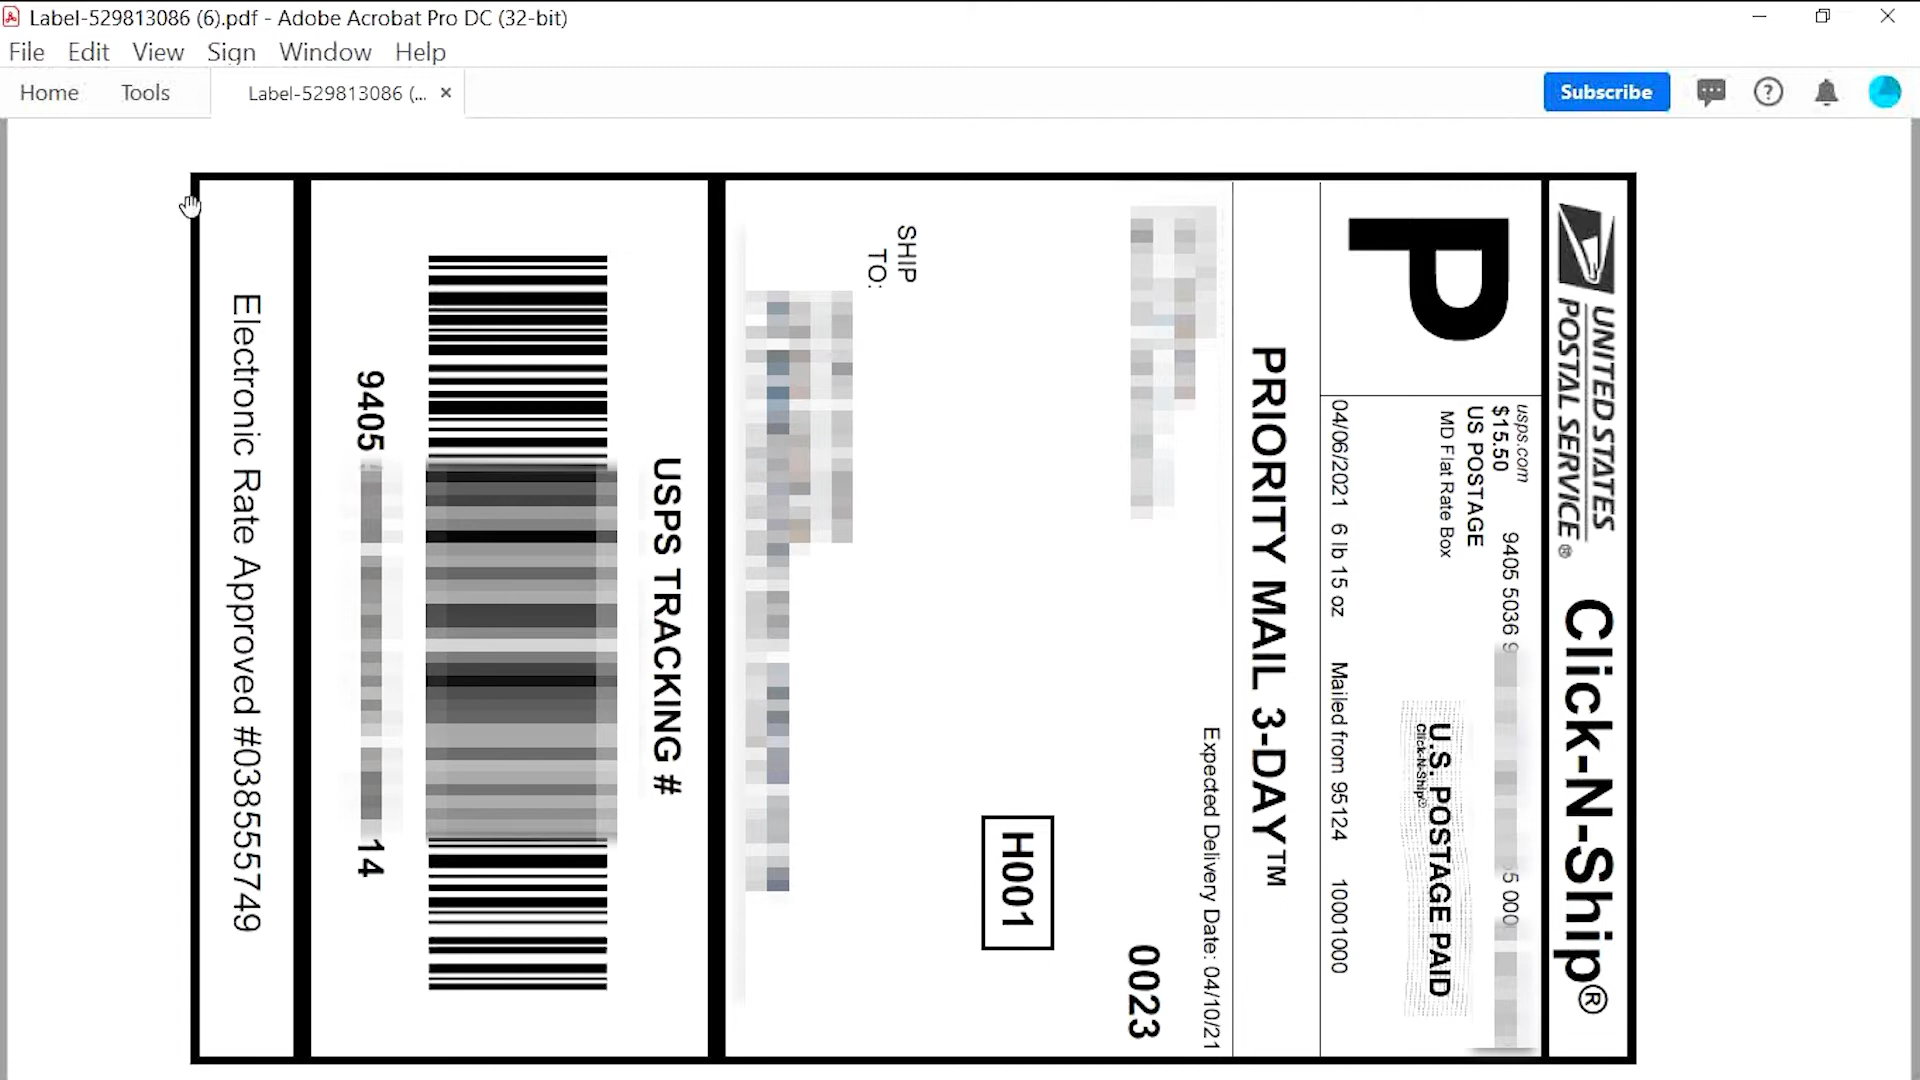 Label-529813086 (6).pdf - Adobe Acrobat Pro DC (32-bit)
File Edit View Sign Window Help
Home Tools Label-529813086 (... ×
Subscribe
UNITED STATES
POSTAL SERVICE® Click-N-Ship®
P
usps.com
$15.50
US POSTAGE
MD Flat Rate Box
9405 5036 9
5 000
U.S. POSTAGE PAID
Click-N-Ship®
04/06/2021 6 lb 15 oz Mailed from 95124 10001000
PRIORITY MAIL 3-DAY™
Expected Delivery Date: 04/10/21
0023
H001
SHIP
TO:
USPS TRACKING #
9405
14
Electronic Rate Approved #038555749